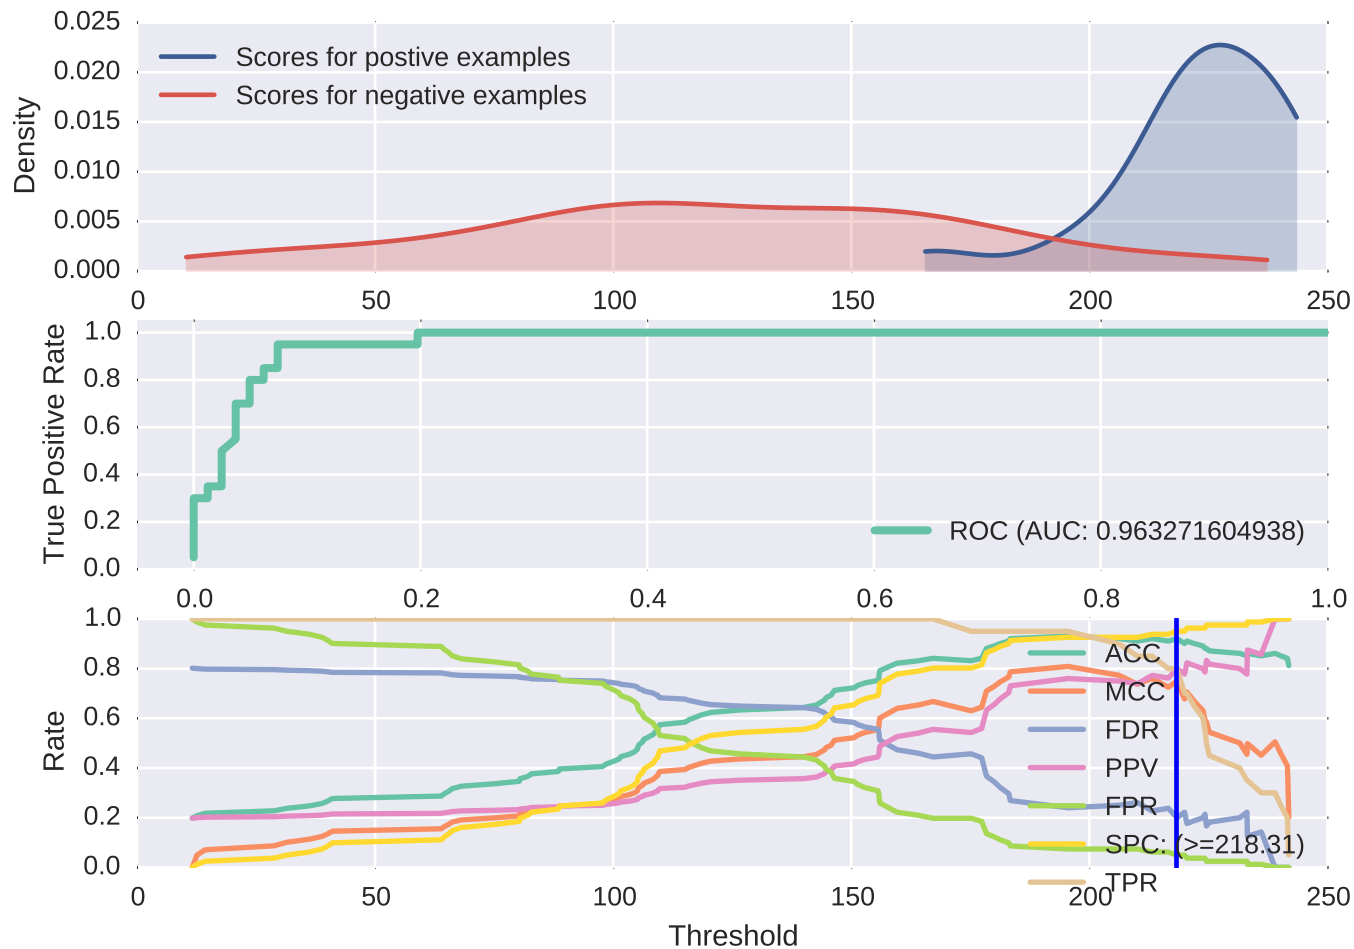 0.025
0.020
0.015
0.010
0.005
0.000
Density
Scores for postive examples
Scores for negative examples
0 50 100 150 200 250
1.0
0.8
0.6
0.4
0.2
0.0
True Positive Rate
ROC (AUC: 0.963271604938)
0.0 0.2 0.4 0.6 0.8 1.0
1.0
0.8
0.6
0.4
0.2
0.0
Rate
ACC
MCC
FDR
PPV
FPR
SPC: (>=218.31)
TPR
0 50 100 150 200 250
Threshold